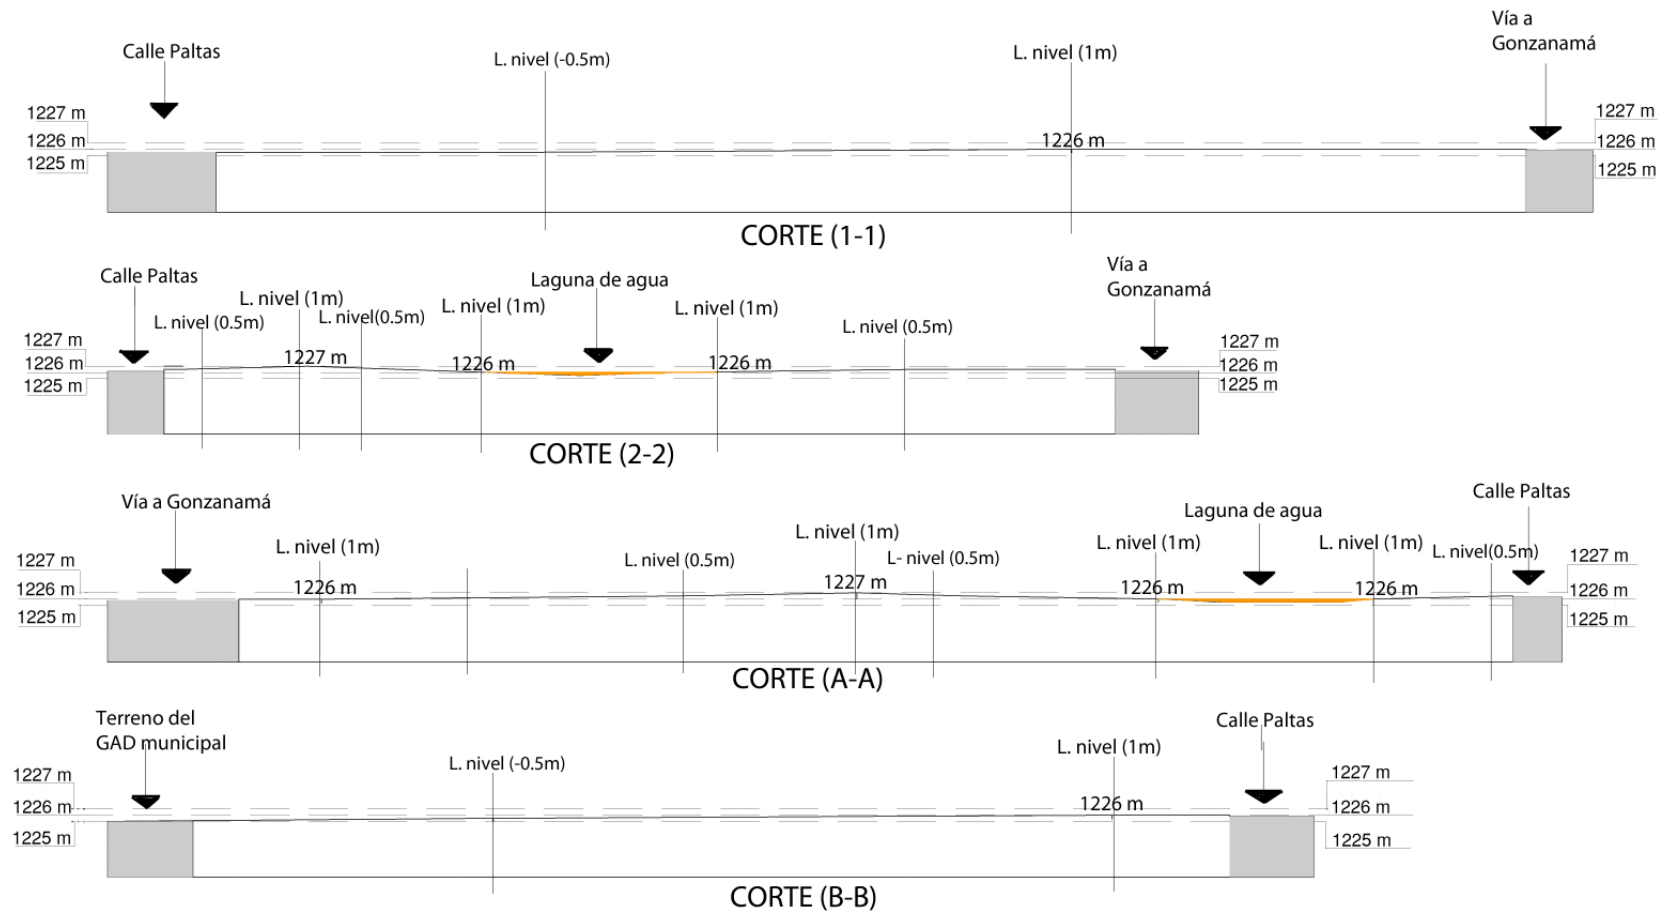 Vía a
Gonzanamá
Calle Paltas
L. nivel (-0.5m)
L. nivel (1m)
1227 m
1227 m
1226 m
1226 m
1226 m
1225 m
1225 m
CORTE (1-1)
Calle Paltas
Laguna de agua
Vía a
Gonzanamá
L. nivel (1m)
L. nivel (1m)
L. nivel (1m)
L. nivel (0.5m)
L. nivel(0.5m)
L. nivel (0.5m)
1227 m
1227 m
1227 m
1226 m
1226 m
1226 m
1226 m
1225 m
1225 m
CORTE (2-2)
Vía a Gonzanamá
Calle Paltas
Laguna de agua
L. nivel (1m)
L. nivel (1m)
L. nivel (1m)
L. nivel (1m)
L. nivel (0.5m)
L- nivel (0.5m)
L. nivel(0.5m)
1227 m
1227 m
1227 m
1226 m
1226 m
1226 m
1226 m
1226 m
1225 m
1225 m
CORTE (A-A)
Terreno del
GAD municipal
Calle Paltas
L. nivel (-0.5m)
L. nivel (1m)
1227 m
1227 m
1226 m
1226 m
1226 m
1225 m
1225 m
CORTE (B-B)